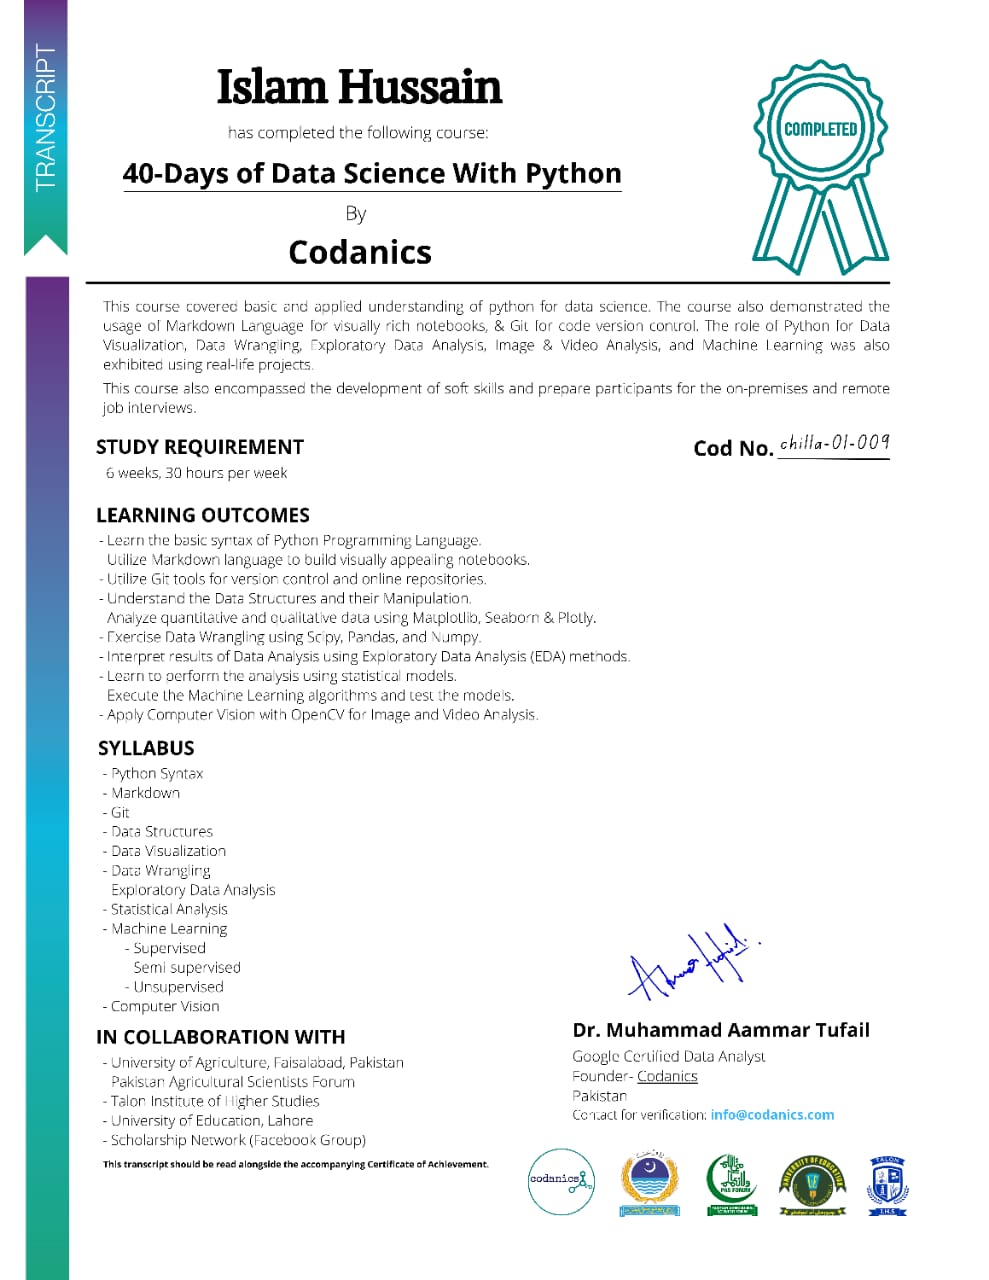 TRANSCRIPT
Islam Hussain
has completed the following course:
40-Days of Data Science With Python
By
Codanics
COMPLETED
This course covered basic and applied understanding of python for data science. The course also demonstrated the
usage of Markdown Language for visually rich notebooks, & Git for code version control. The role of Python for Data
Visualization, Data Wrangling, Exploratory Data Analysis, Image & Video Analysis, and Machine Learning was also
exhibited using real-life projects.
This course also encompassed the development of soft skills and prepare participants for the on-premises and remote
job interviews.
STUDY REQUIREMENT
6 weeks, 30 hours per week
Cod No. chilla-01-009
LEARNING OUTCOMES
- Learn the basic syntax of Python Programming Language.
Utilize Markdown language to build visually appealing notebooks.
- Utilize Git tools for version control and online repositories.
- Understand the Data Structures and their Manipulation.
Analyze quantitative and qualitative data using Matplotlib, Seaborn & Plotly.
- Exercise Data Wrangling using Scipy, Pandas, and Numpy.
- Interpret results of Data Analysis using Exploratory Data Analysis (EDA) methods.
- Learn to perform the analysis using statistical models.
Execute the Machine Learning algorithms and test the models.
- Apply Computer Vision with OpenCV for Image and Video Analysis.
SYLLABUS
- Python Syntax
- Markdown
- Git
- Data Structures
- Data Visualization
- Data Wrangling
Exploratory Data Analysis
- Statistical Analysis
- Machine Learning
- Supervised
Semi supervised
- Unsupervised
- Computer Vision
IN COLLABORATION WITH
- University of Agriculture, Faisalabad, Pakistan
Pakistan Agricultural Scientists Forum
- Talon Institute of Higher Studies
- University of Education, Lahore
- Scholarship Network (Facebook Group)
This transcript should be read alongside the accompanying Certificate of Achievement.
Dr. Muhammad Aammar Tufail
Google Certified Data Analyst
Founder- Codanics
Pakistan
Contact for verification: info@codanics.com
codanics
PAS FORUM
UNIVERSITY OF EDUCATION
TALON
I.H.S